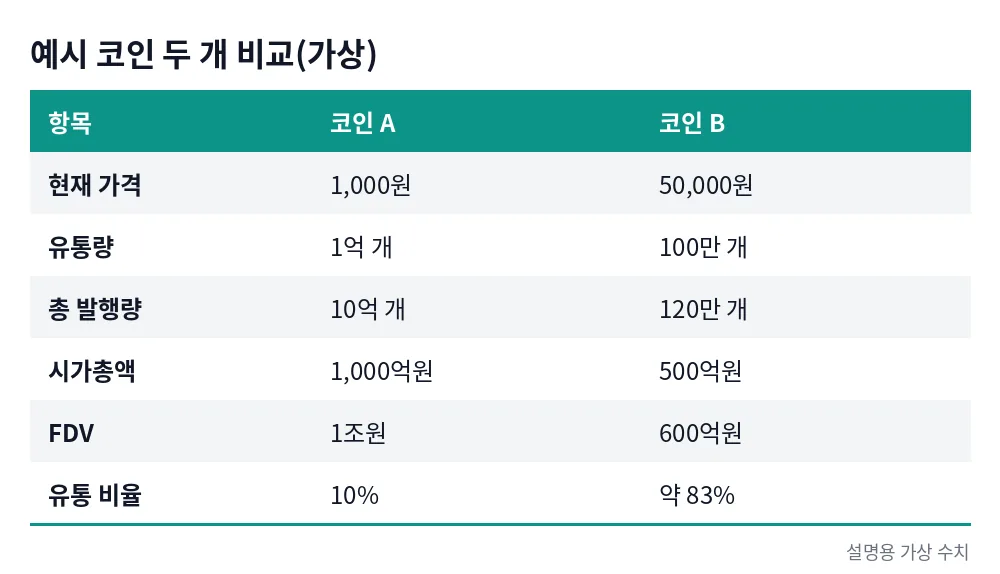 예시 코인 두 개 비교(가상)
항목 코인 A 코인 B
현재 가격 1,000원 50,000원
유통량 1억 개 100만 개
총 발행량 10억 개 120만 개
시가총액 1,000억원 500억원
FDV 1조원 600억원
유통 비율 10% 약 83%
설명용 가상 수치